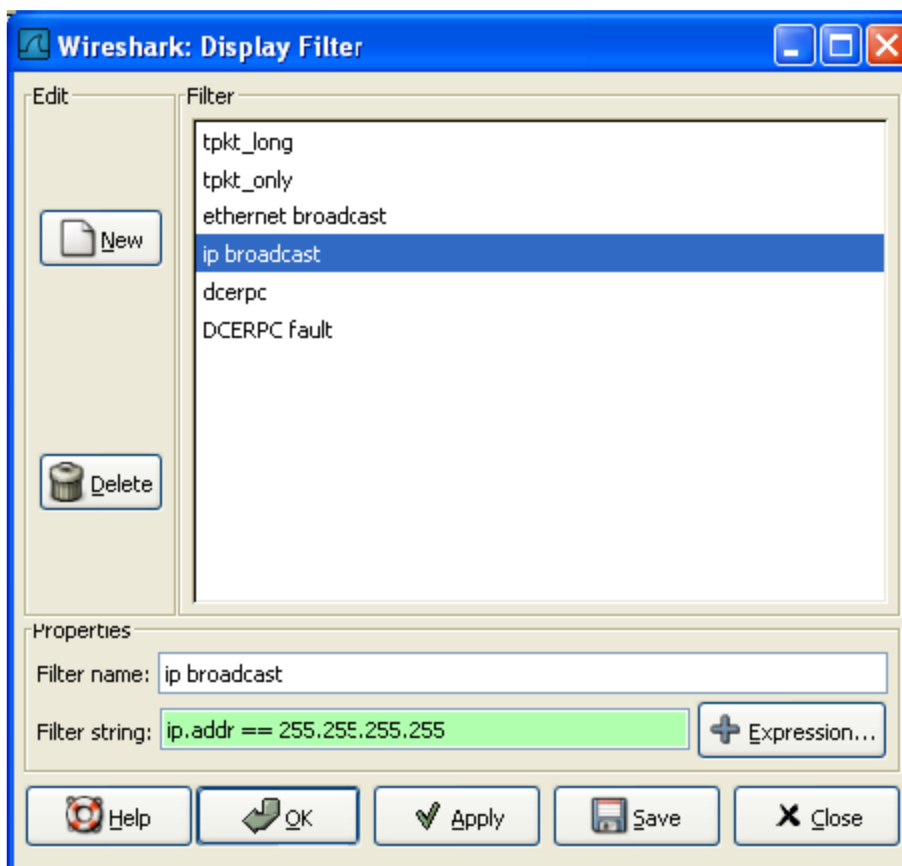 Wireshark: Display Filter
Edit
Filter
tpkt_long
tpkt_only
ethernet broadcast
ip broadcast
dcerpc
DCERPC fault
New
Delete
Properties
Filter name: ip broadcast
Filter string: ip.addr == 255.255.255.255 Expression...
Help OK Apply Save Close